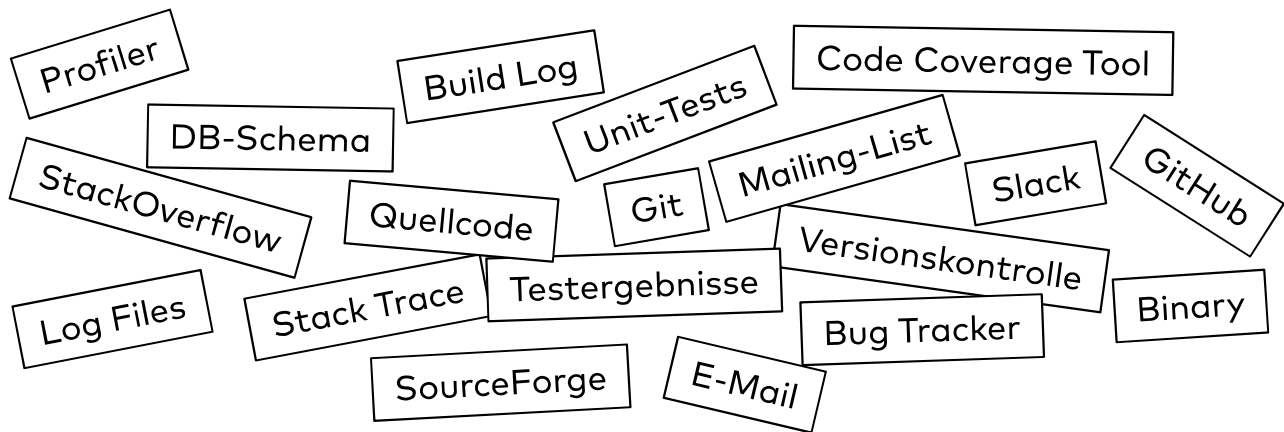 Profiler
Build Log
Code Coverage Tool
DB-Schema
Unit-Tests
Mailing-List
StackOverflow
Quellcode
Git
Slack
GitHub
Versionskontrolle
Log Files
Stack Trace
Testergebnisse
Bug Tracker
Binary
SourceForge
E-Mail